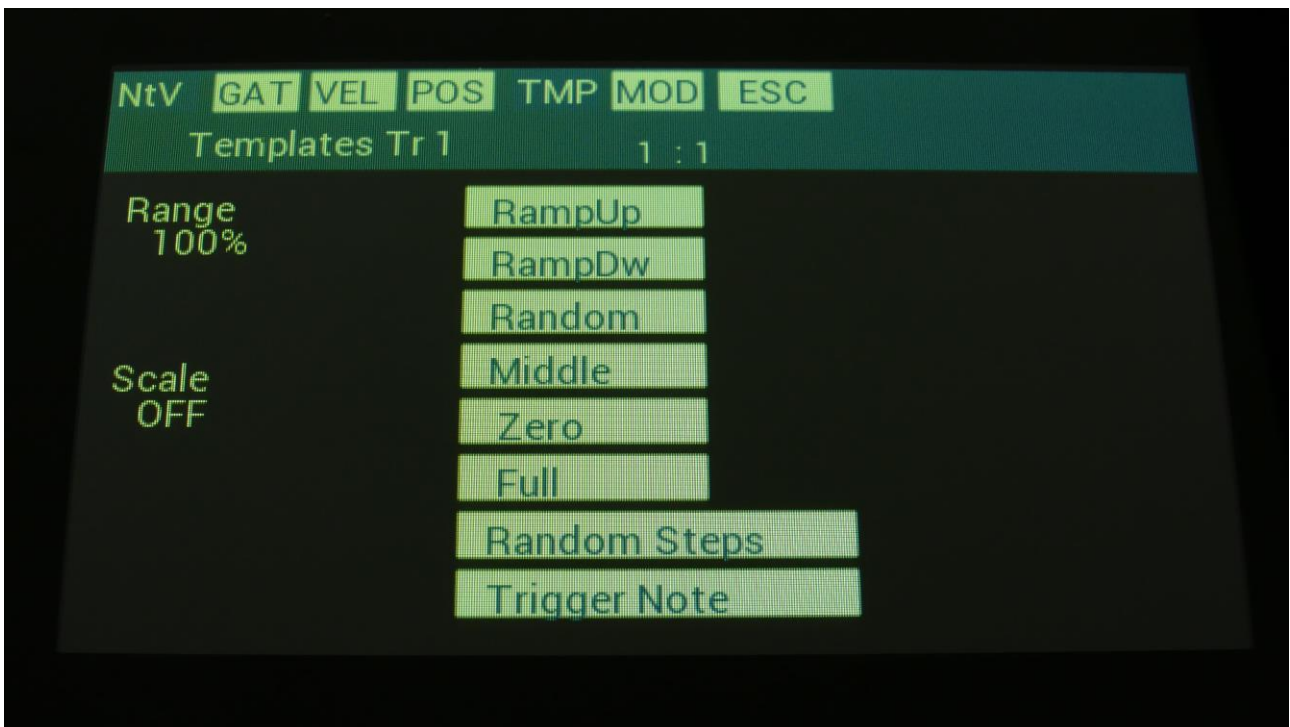 NtV GAT VEL POS TMP MOD ESC
Templates Tr 1 1 : 1
Range
100%
RampUp
RampDw
Random
Scale
OFF
Middle
Zero
Full
Random Steps
Trigger Note